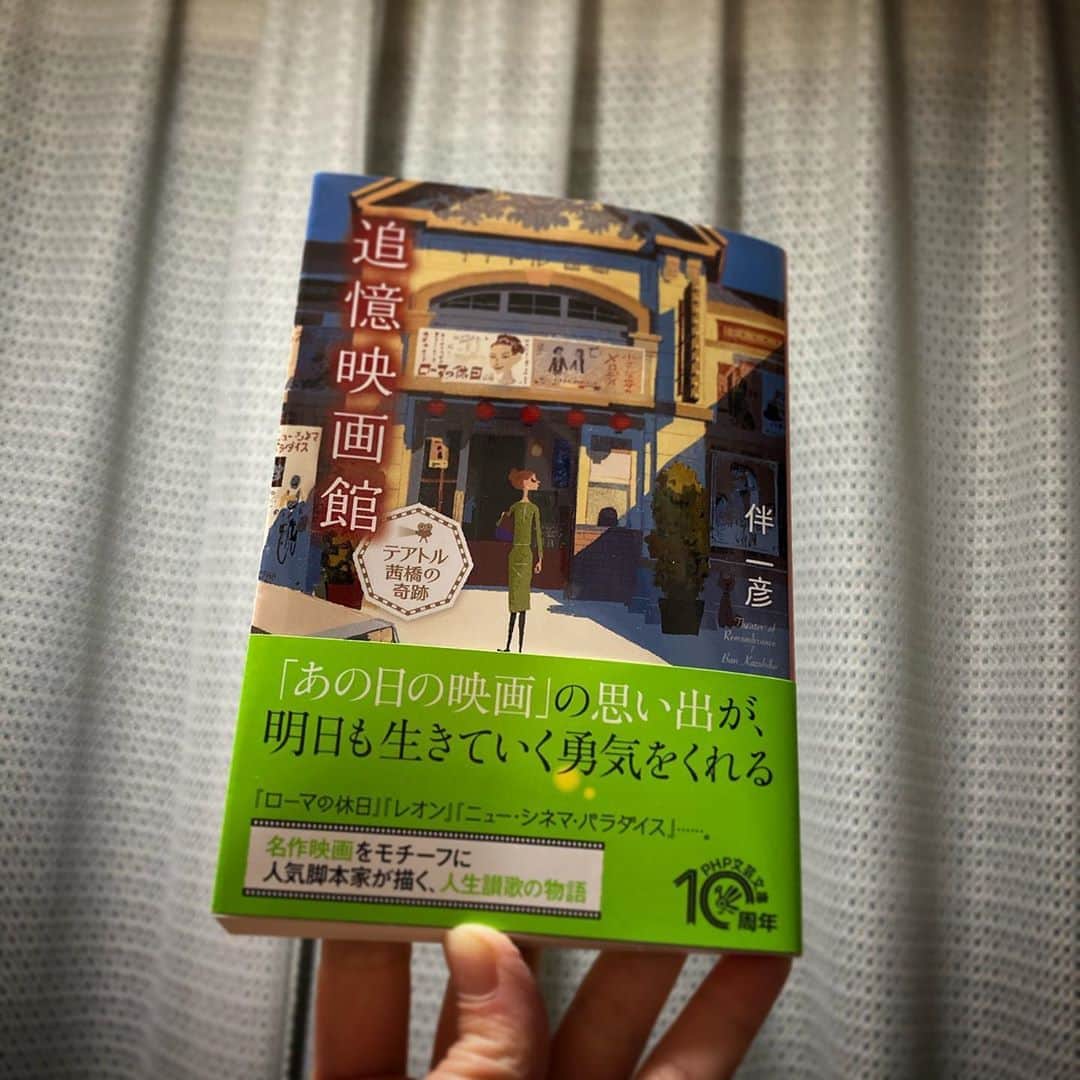 追憶映画館
テアトル
茜橋の
奇跡
伴一彦
Theater of
Remembrance
/
Ban Kazuhiko
ローマの休日
ニュー・シネマ
パラダイス
「あの日の映画」の思い出が、
明日も生きていく勇気をくれる
『ローマの休日』『レオン』『ニュー・シネマ・パラダイス』……。
名作映画をモチーフに
人気脚本家が描く、人生讃歌の物語
PHP文芸文庫
10周年